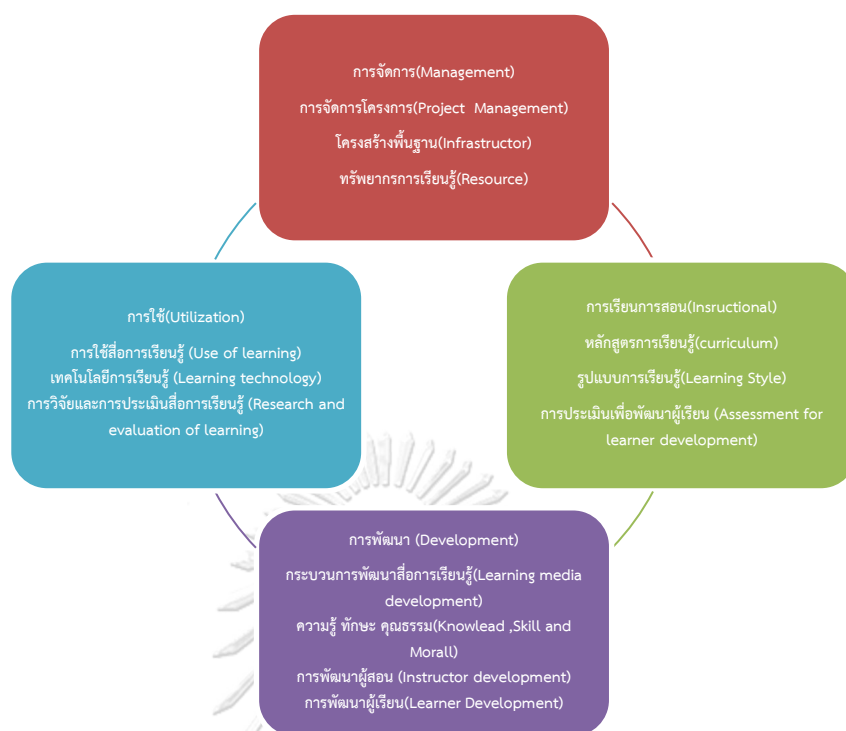 การจัดการ(Management)
การจัดการโครงการ(Project Management)
โครงสร้างพื้นฐาน(Infrastructor)
ทรัพยากรการเรียนรู้(Resource)
การใช้(Utilization)
การใช้สื่อการเรียนรู้ (Use of learning)
เทคโนโลยีการเรียนรู้ (Learning technology)
การวิจัยและการประเมินสื่อการเรียนรู้ (Research and
evaluation of learning)
การเรียนการสอน(Insructional)
หลักสูตรการเรียนรู้(curriculum)
รูปแบบการเรียนรู้(Learning Style)
การประเมินเพื่อพัฒนาผู้เรียน (Assessment for
learner development)
การพัฒนา (Development)
กระบวนการพัฒนาสื่อการเรียนรู้(Learning media
development)
ความรู้ ทักษะ คุณธรรม(Knowlead ,Skill and
Morall)
การพัฒนาผู้สอน (Instructor development)
การพัฒนาผู้เรียน(Learner Development)